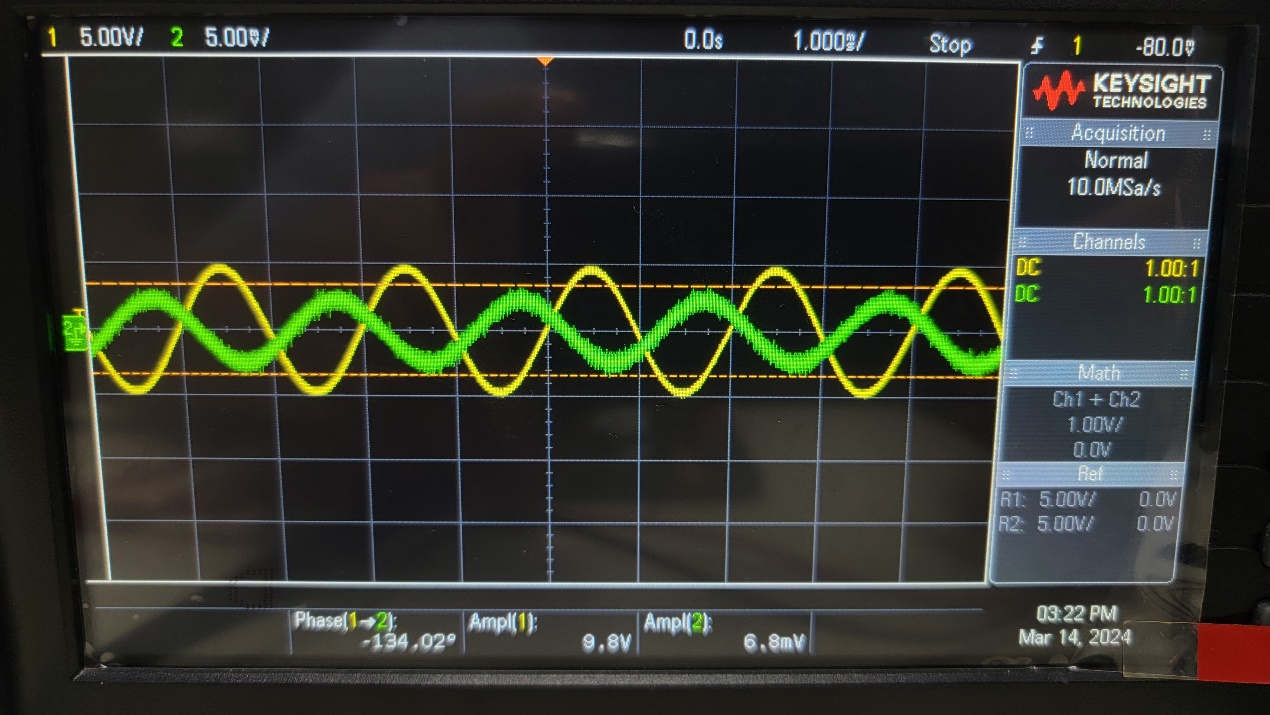 1 5.00V/ 2 5.00mV/ 0.0s 1.000ms/ Stop 1 -80.0mV
KEYSIGHT
TECHNOLOGIES
Acquisition
Normal
10.0MSa/s
Channels
DC 1.00:1
DC 1.00:1
Math
Ch1 + Ch2
1.00V/
0.0V
Ref
R1: 5.00V/ 0.0V
R2: 5.00V/ 0.0V
Phase(1→2):
-134.02°
Ampl(1):
9.8V
Ampl(2):
6.8mV
03:22 PM
Mar 14, 2024